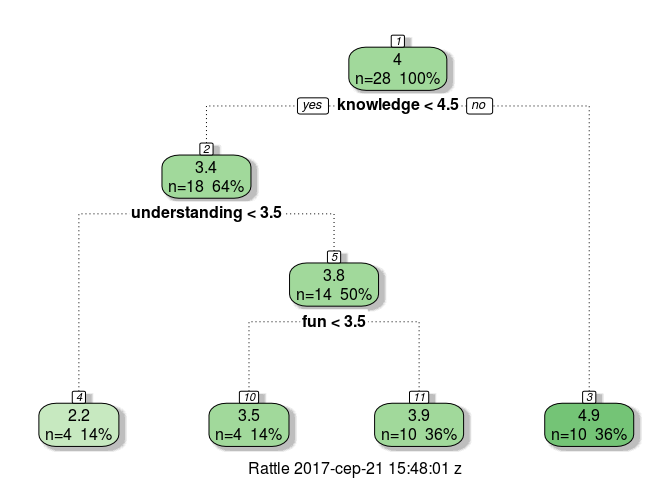 1
4
n=28 100%
yes knowledge < 4.5 no
2
3.4
n=18 64%
understanding < 3.5
5
3.8
n=14 50%
fun < 3.5
4 10 11 3
2.2 3.5 3.9 4.9
n=4 14% n=4 14% n=10 36% n=10 36%
Rattle 2017-сер-21 15:48:01 z